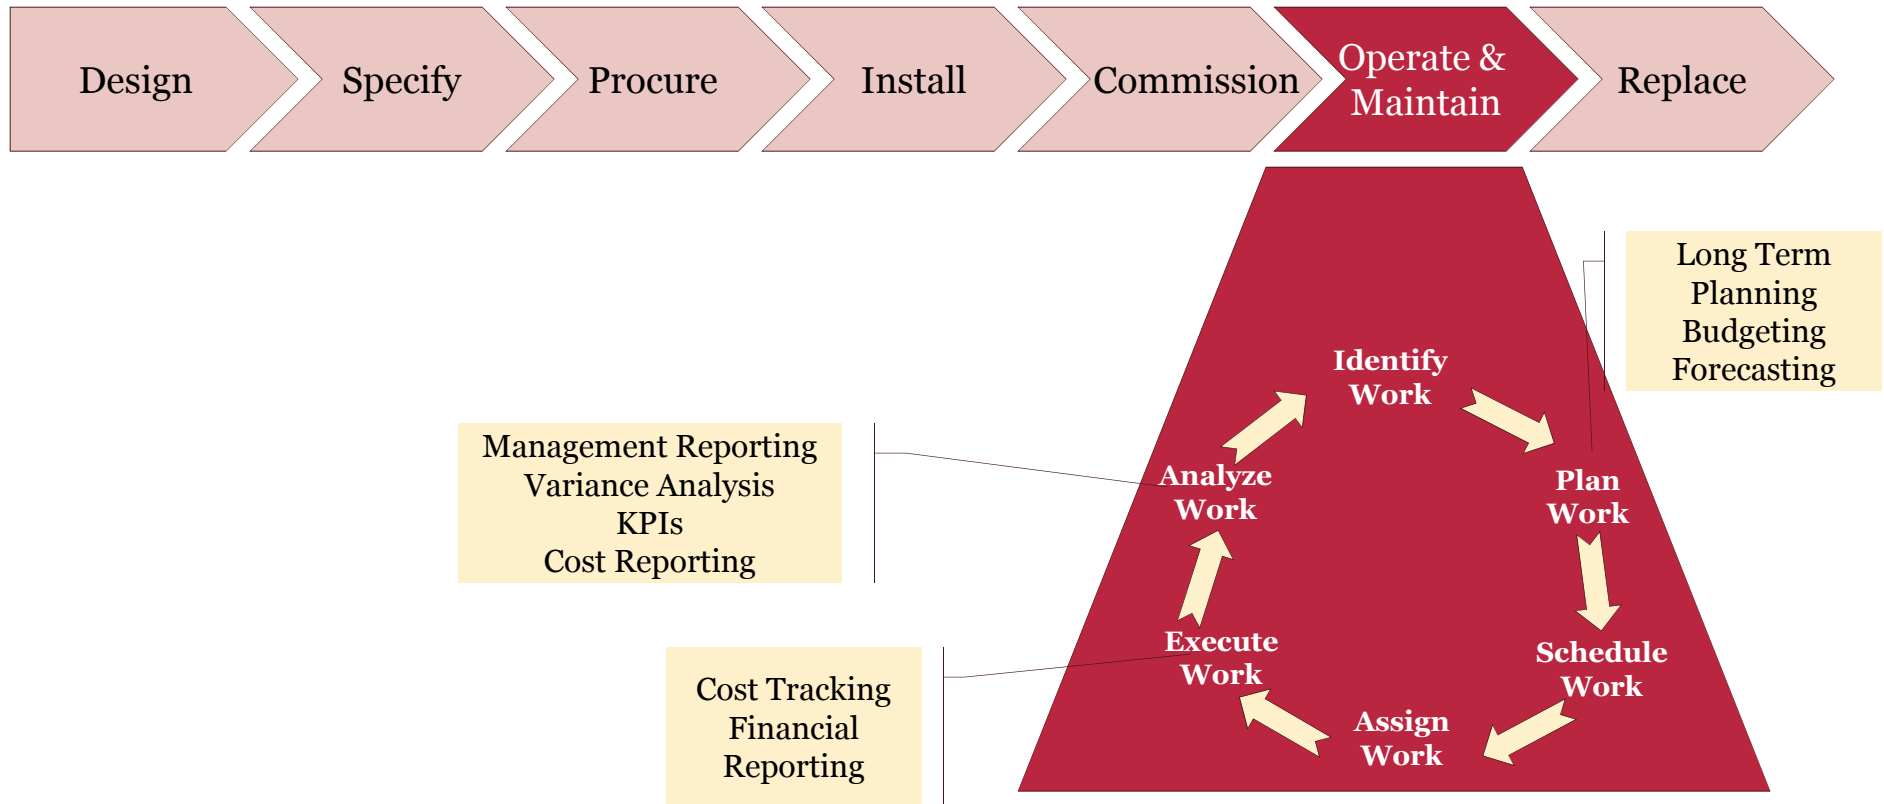 Design
Specify
Procure
Install
Commission
Operate &
Maintain
Replace
Long Term
Planning
Budgeting
Forecasting
Identify
Work
Plan
Work
Schedule
Work
Assign
Work
Execute
Work
Analyze
Work
Management Reporting
Variance Analysis
KPIs
Cost Reporting
Cost Tracking
Financial
Reporting